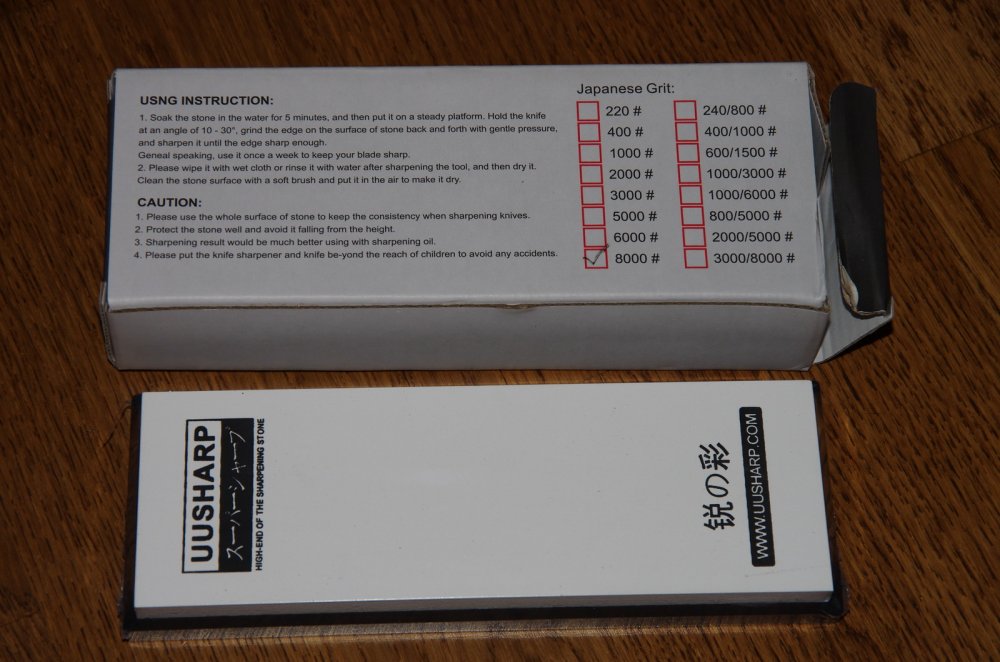 USNG INSTRUCTION:
1. Soak the stone in the water for 5 minutes, and then put it on a steady platform. Hold the knife
at an angle of 10 - 30°, grind the edge on the surface of stone back and forth with gentle pressure,
and sharpen it until the edge sharp enough.
Geneal speaking, use it once a week to keep your blade sharp.
2. Please wipe it with wet cloth or rinse it with water after sharpening the tool, and then dry it.
Clean the stone surface with a soft brush and put it in the air to make it dry.
CAUTION:
1. Please use the whole surface of stone to keep the consistency when sharpening knives.
2. Protect the stone well and avoid it falling from the height.
3. Sharpening result would be much better using with sharpening oil.
4. Please put the knife sharpener and knife be-yond the reach of children to avoid any accidents.
Japanese Grit:
220 # 240/800 #
400 # 400/1000 #
1000 # 600/1500 #
2000 # 1000/3000 #
3000 # 1000/6000 #
5000 # 800/5000 #
6000 # 2000/5000 #
8000 # 3000/8000 #
UUSHARP
スーパーシャープ
HIGH-END OF THE SHARPENING STONE
锐の彩
WWW.UUSHARP.COM